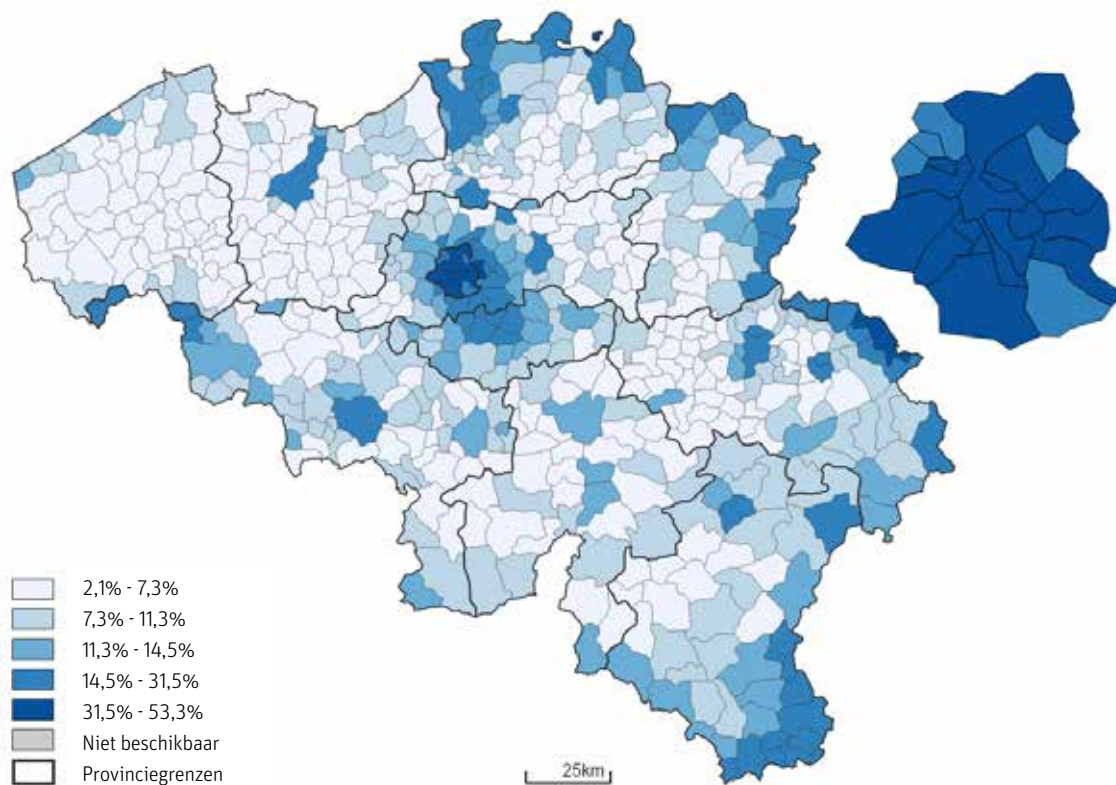 2,1% - 7,3%
7,3% - 11,3%
11,3% - 14,5%
14,5% - 31,5%
31,5% - 53,3%
Niet beschikbaar
Provinciegrenzen
25km